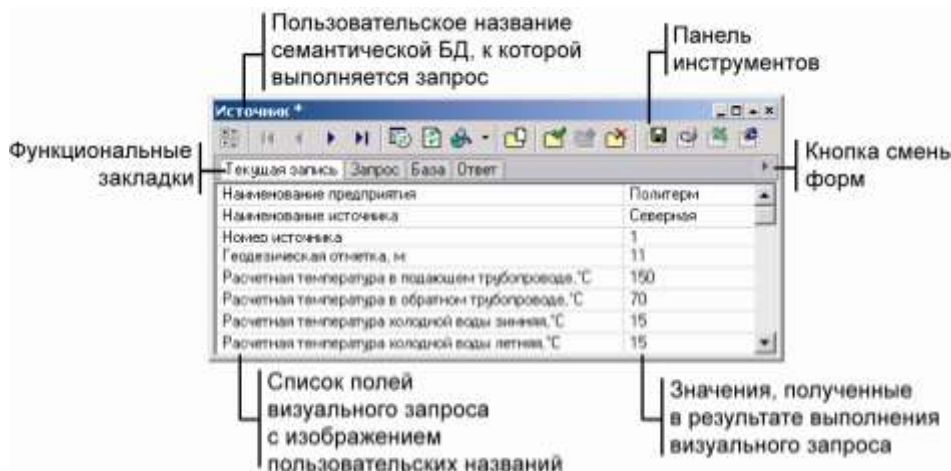 Пользовательское название
семантической БД, к которой
выполняется запрос
Панель
инструментов
Источник *
Функциональные
закладки
Текущая запись Запрос База Ответ
Кнопка смень
форм
Наименование предприятия Политерм
Наименование источника Северная
Номер источника 1
Геодезическая отметка, м 11
Расчетная температура в подающем трубопроводе,°C 150
Расчетная температура в обратном трубопроводе,°C 70
Расчетная температура холодной воды зимняя,°C 15
Расчетная температура холодной воды летняя,°C 15
Список полей
визуального запроса
с изображением
пользовательских названий
Значения, полученные
в результате выполнения
визуального запроса